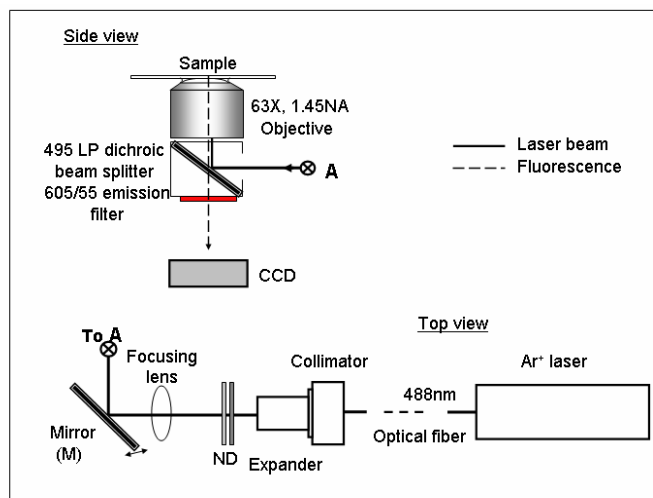 Side view
Sample
63X, 1.45NA
Objective
495 LP dichroic
beam splitter
605/55 emission
filter
A
Laser beam
Fluorescence
CCD
Top view
To A
Focusing
lens
Collimator
Ar⁺ laser
488nm
Optical fiber
Mirror
(M)
ND
Expander